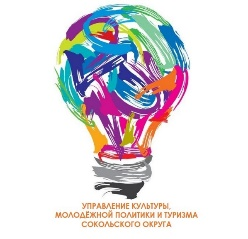 УПРАВЛЕНИЕ КУЛЬТУРЫ,
МОЛОДЁЖНОЙ ПОЛИТИКИ И ТУРИЗМА
СОКОЛЬСКОГО ОКРУГА